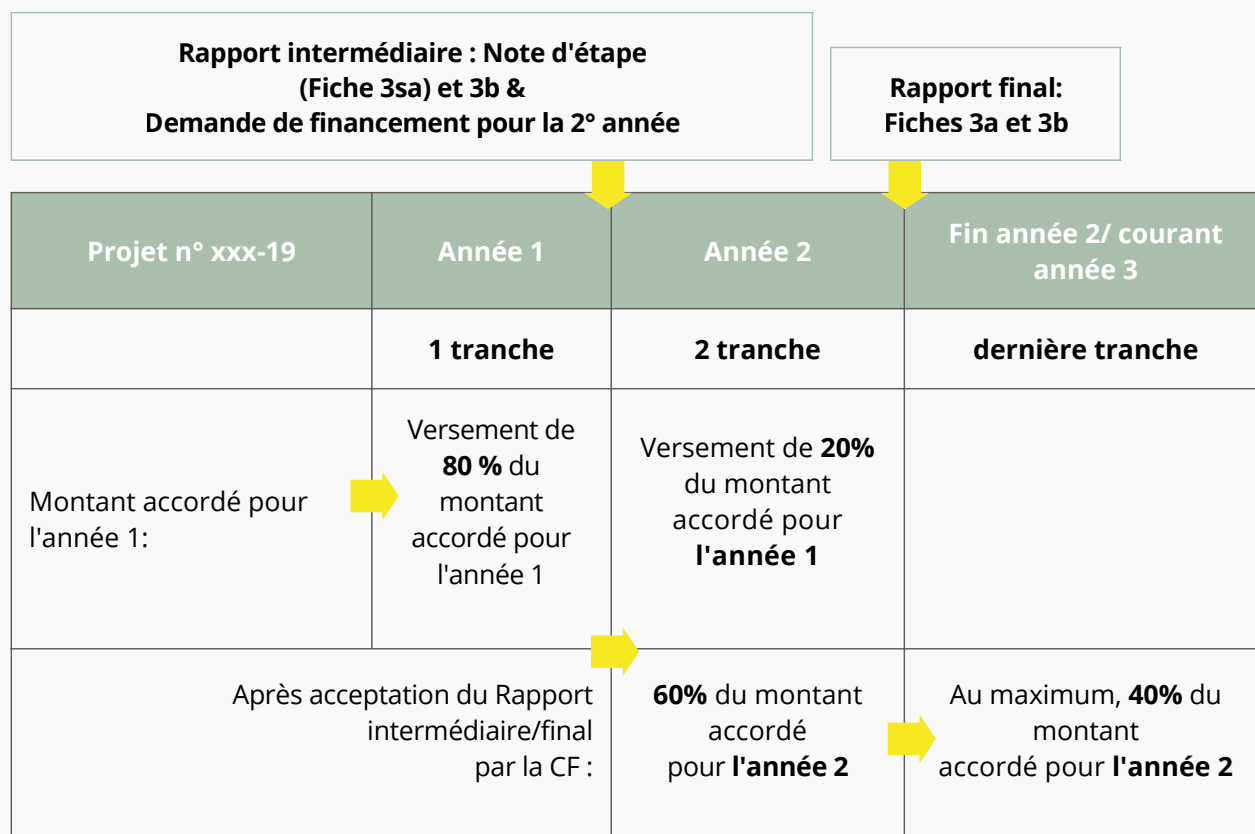 Rapport intermédiaire : Note d'étape
(Fiche 3sa) et 3b &
Demande de financement pour la 2° année
Rapport final:
Fiches 3a et 3b
Projet n° xxx-19
Année 1
Année 2
Fin année 2/ courant
année 3
1 tranche
2 tranche
dernière tranche
Montant accordé pour
l'année 1:
Versement de
80 % du
montant
accordé pour
l'année 1
Versement de 20%
du montant
accordé pour
l'année 1
Après acceptation du Rapport
intermédiaire/final
par la CF :
60% du montant
accordé
pour l'année 2
Au maximum, 40% du
montant
accordé pour l'année 2